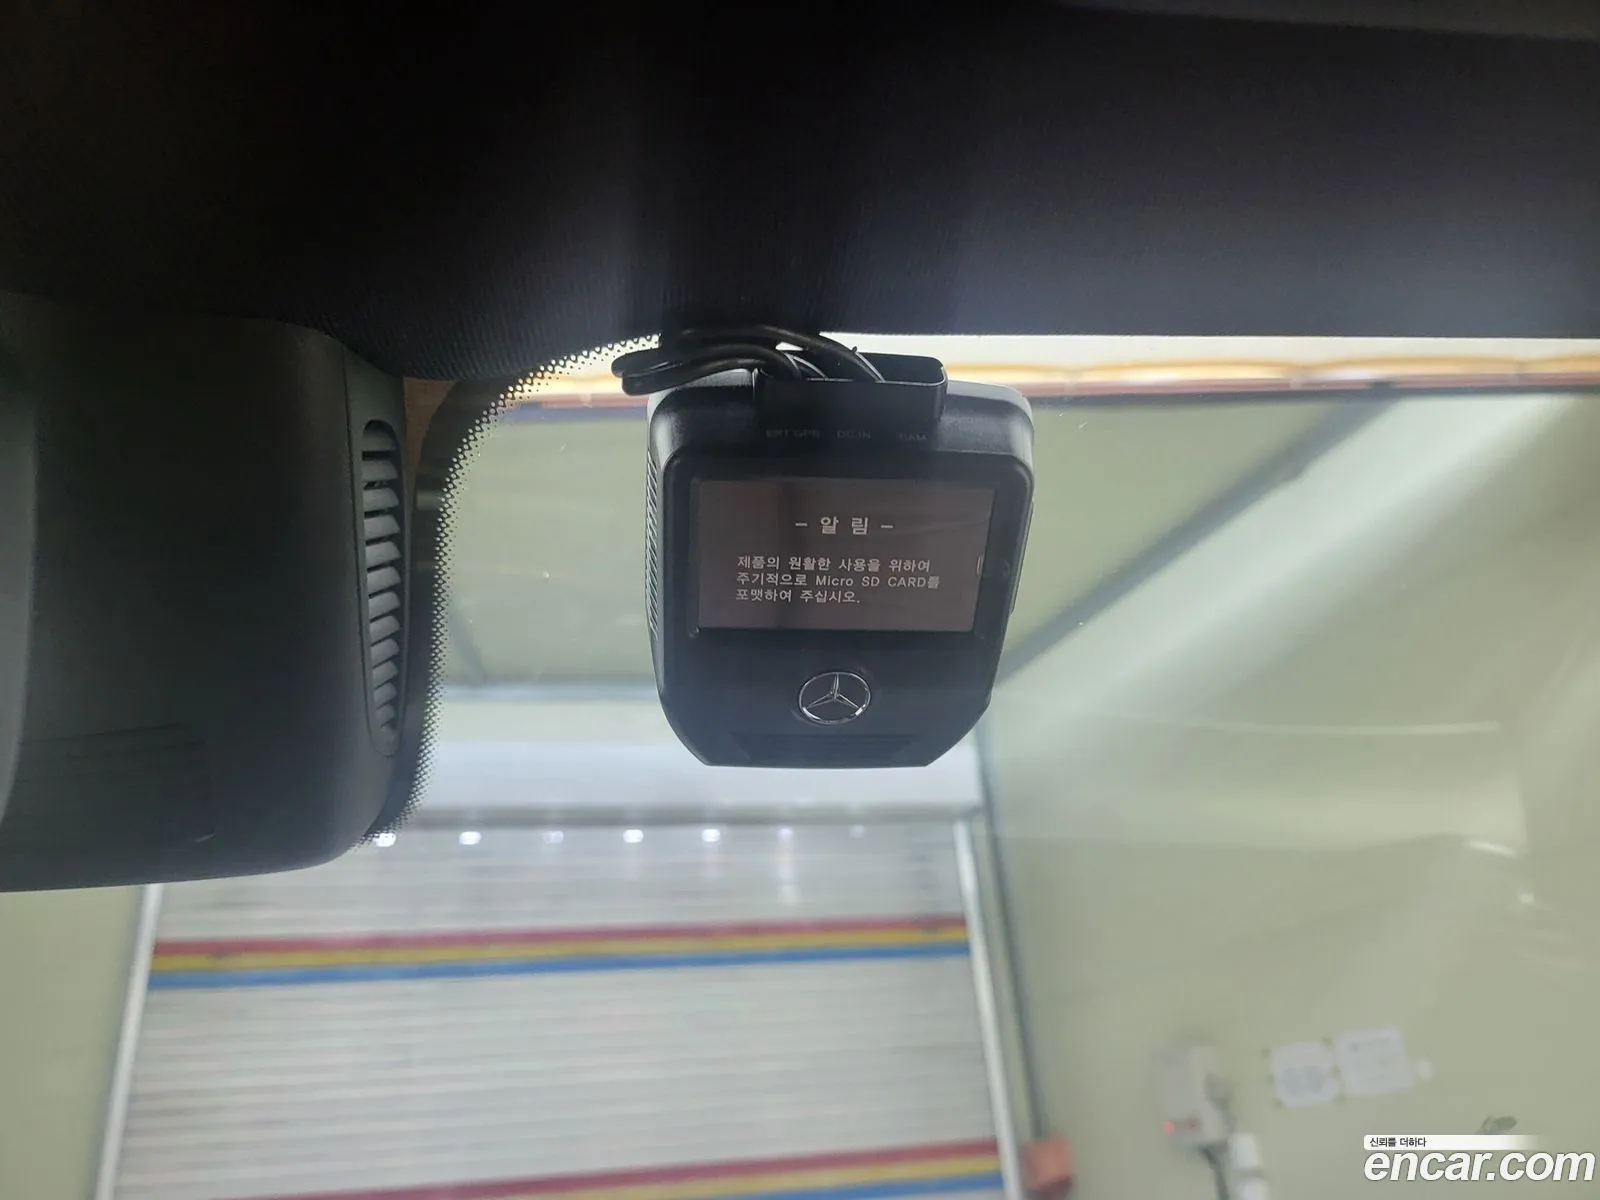 EXT GPS DC IN CAM
- 알 림 -
제품의 원활한 사용을 위하여
주기적으로 Micro SD CARD를
포맷하여 주십시오.
신뢰를 더하다
encar.com